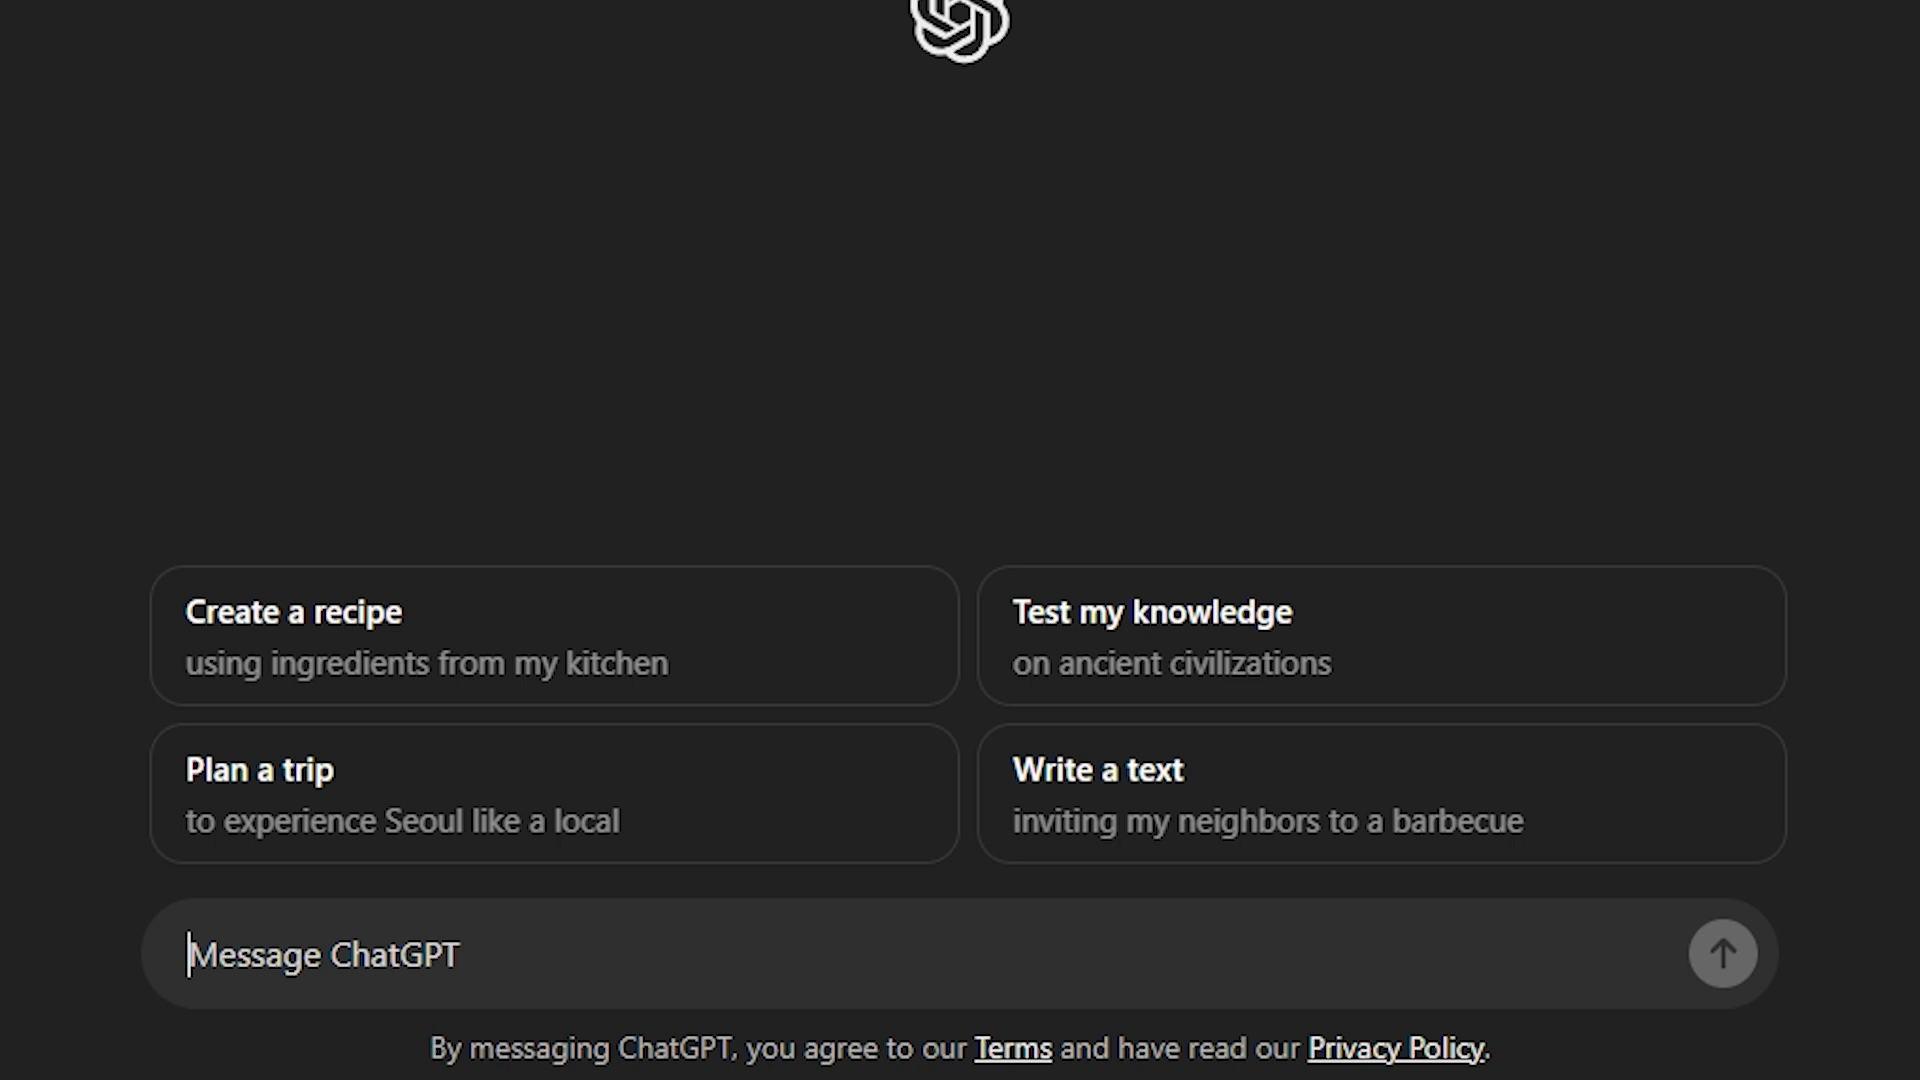 Create a recipe
using ingredients from my kitchen
Test my knowledge
on ancient civilizations
Plan a trip
to experience Seoul like a local
Write a text
inviting my neighbors to a barbecue
Message ChatGPT
By messaging ChatGPT, you agree to our Terms and have read our Privacy Policy.